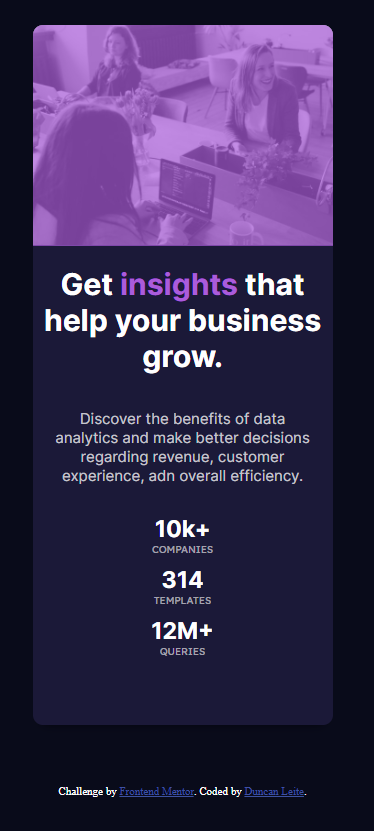 Get insights that
help your business
grow.
Discover the benefits of data
analytics and make better decisions
regarding revenue, customer
experience, adn overall efficiency.
10k+
COMPANIES
314
TEMPLATES
12M+
QUERIES
Challenge by Frontend Mentor. Coded by Duncan Leite.